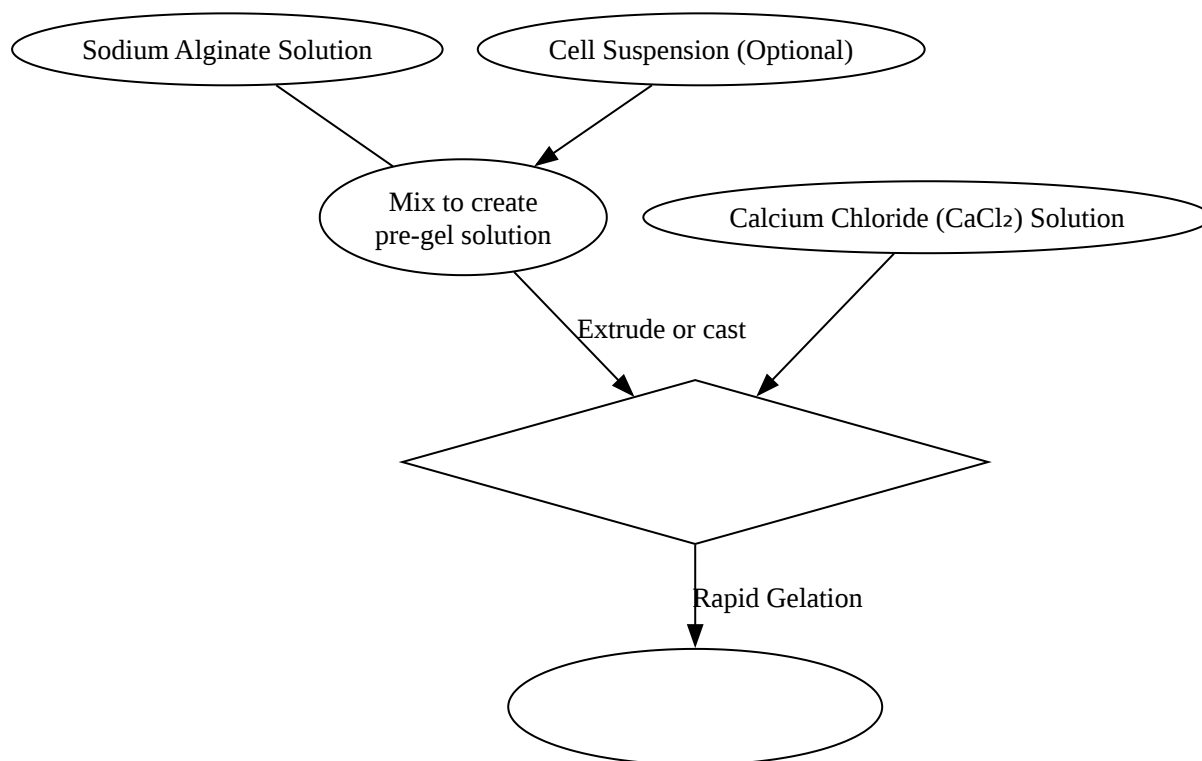 Sodium Alginate Solution
Cell Suspension (Optional)
Mix to create
pre-gel solution
Calcium Chloride (CaCl₂) Solution
Extrude or cast
Rapid Gelation